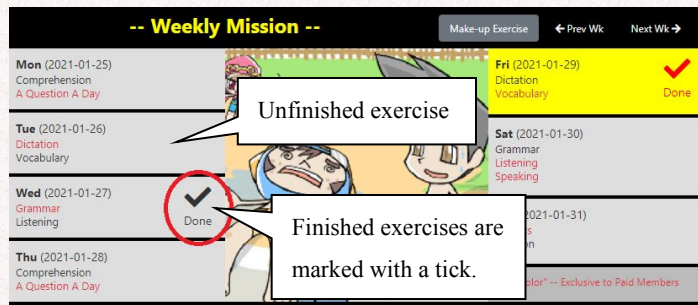 -- Weekly Mission --
Make-up Exercise
← Prev Wk
Next Wk →
Mon (2021-01-25)
Comprehension
A Question A Day
Tue (2021-01-26)
Dictation
Vocabulary
Wed (2021-01-27)
Grammar
Listening
Done
Thu (2021-01-28)
Comprehension
A Question A Day
Unfinished exercise
Finished exercises are
marked with a tick.
Fri (2021-01-29)
Dictation
Vocabulary
Done
Sat (2021-01-30)
Grammar
Listening
Speaking
2021-01-31)
olor" -- Exclusive to Paid Members